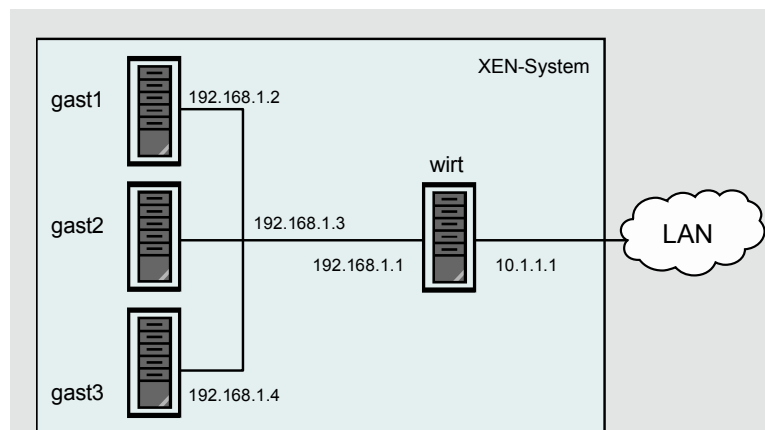 XEN-System
gast1
192.168.1.2
wirt
gast2
192.168.1.3
LAN
192.168.1.1
10.1.1.1
gast3
192.168.1.4